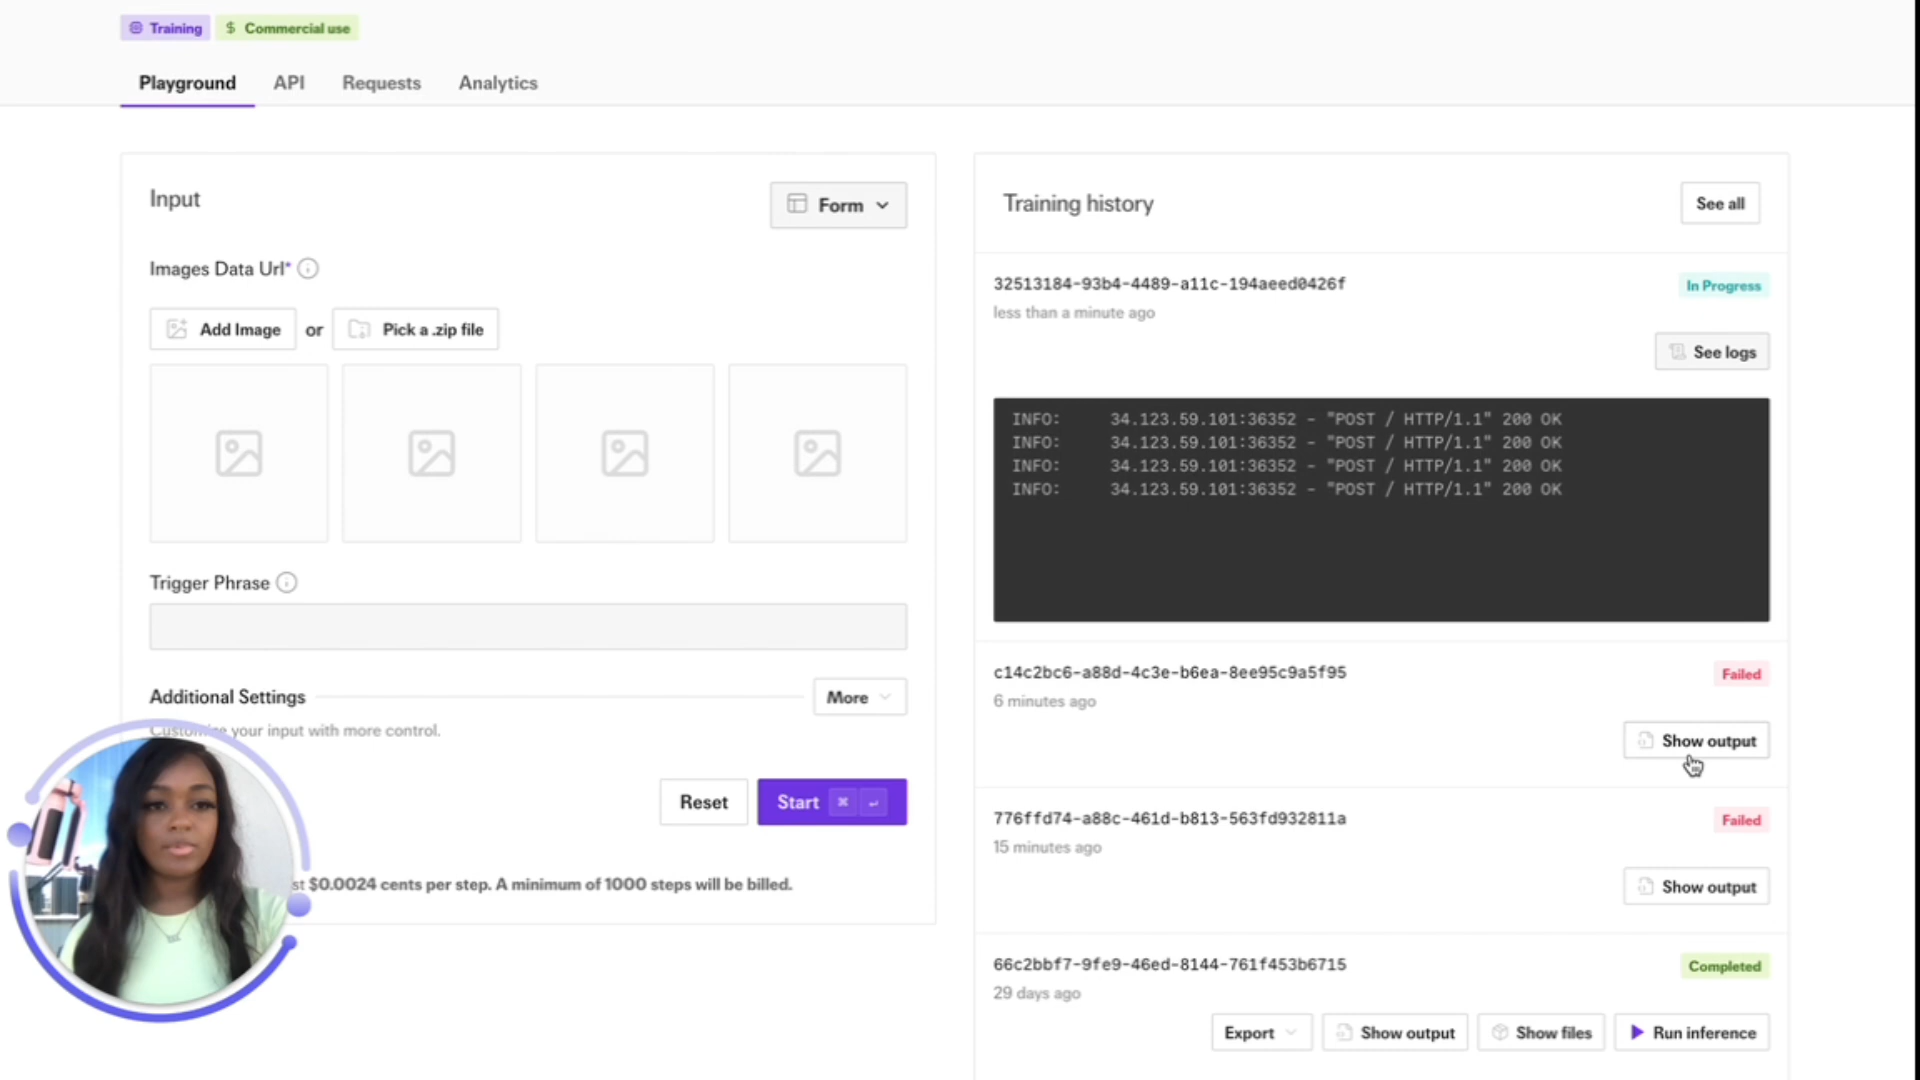 Training
$ Commercial use
Playground
API
Requests
Analytics
Input
Form
Images Data Url*
Add Image
or
Pick a .zip file
Trigger Phrase
Additional Settings
More
your input with more control.
Reset
Start
$0.0024 cents per step. A minimum of 1000 steps will be billed.
Training history
See all
32513184-93b4-4489-a11c-194aeed0426f
In Progress
less than a minute ago
See logs
INFO: 34.123.59.101:36352 - "POST / HTTP/1.1" 200 OK
INFO: 34.123.59.101:36352 - "POST / HTTP/1.1" 200 OK
INFO: 34.123.59.101:36352 - "POST / HTTP/1.1" 200 OK
INFO: 34.123.59.101:36352 - "POST / HTTP/1.1" 200 OK
c14c2bc6-a88d-4c3e-b6ea-8ee95c9a5f95
Failed
6 minutes ago
Show output
776ffd74-a88c-461d-b813-563fd932811a
Failed
15 minutes ago
Show output
66c2bbf7-9fe9-46ed-8144-761f453b6715
Completed
29 days ago
Export
Show output
Show files
Run inference